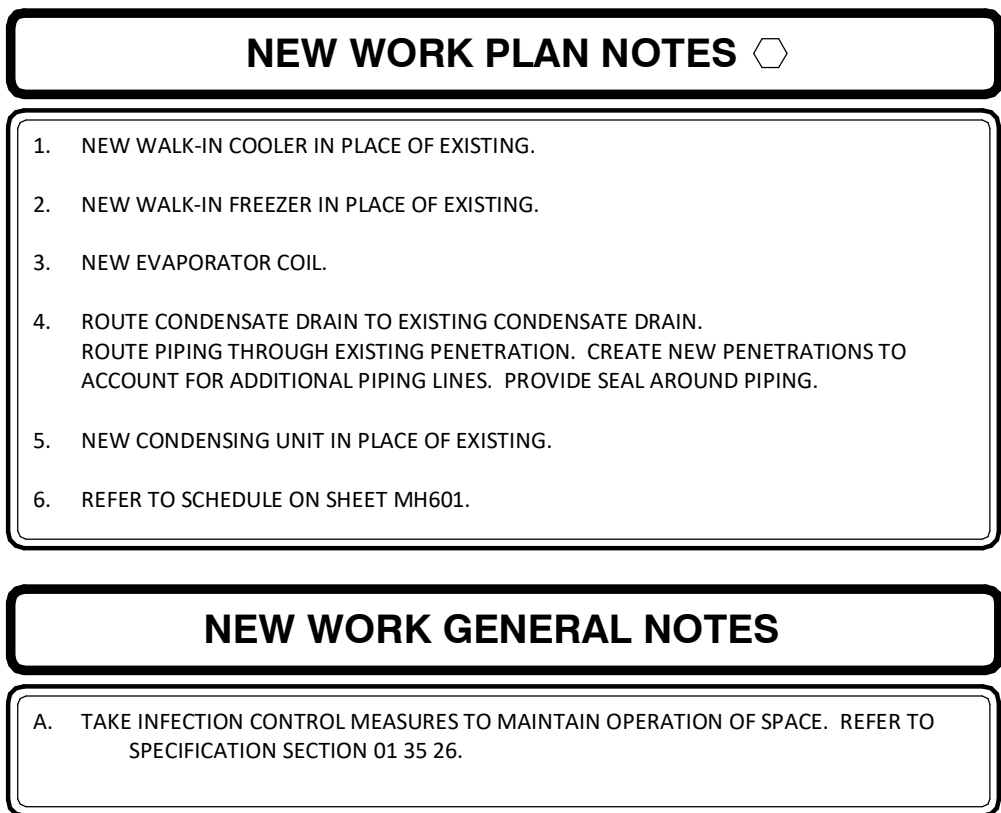 NEW WORK PLAN NOTES
1. NEW WALK-IN COOLER IN PLACE OF EXISTING.
2. NEW WALK-IN FREEZER IN PLACE OF EXISTING.
3. NEW EVAPORATOR COIL.
4. ROUTE CONDENSATE DRAIN TO EXISTING CONDENSATE DRAIN.
ROUTE PIPING THROUGH EXISTING PENETRATION. CREATE NEW PENETRATIONS TO
ACCOUNT FOR ADDITIONAL PIPING LINES. PROVIDE SEAL AROUND PIPING.
5. NEW CONDENSING UNIT IN PLACE OF EXISTING.
6. REFER TO SCHEDULE ON SHEET MH601.
NEW WORK GENERAL NOTES
A. TAKE INFECTION CONTROL MEASURES TO MAINTAIN OPERATION OF SPACE. REFER TO
SPECIFICATION SECTION 01 35 26.